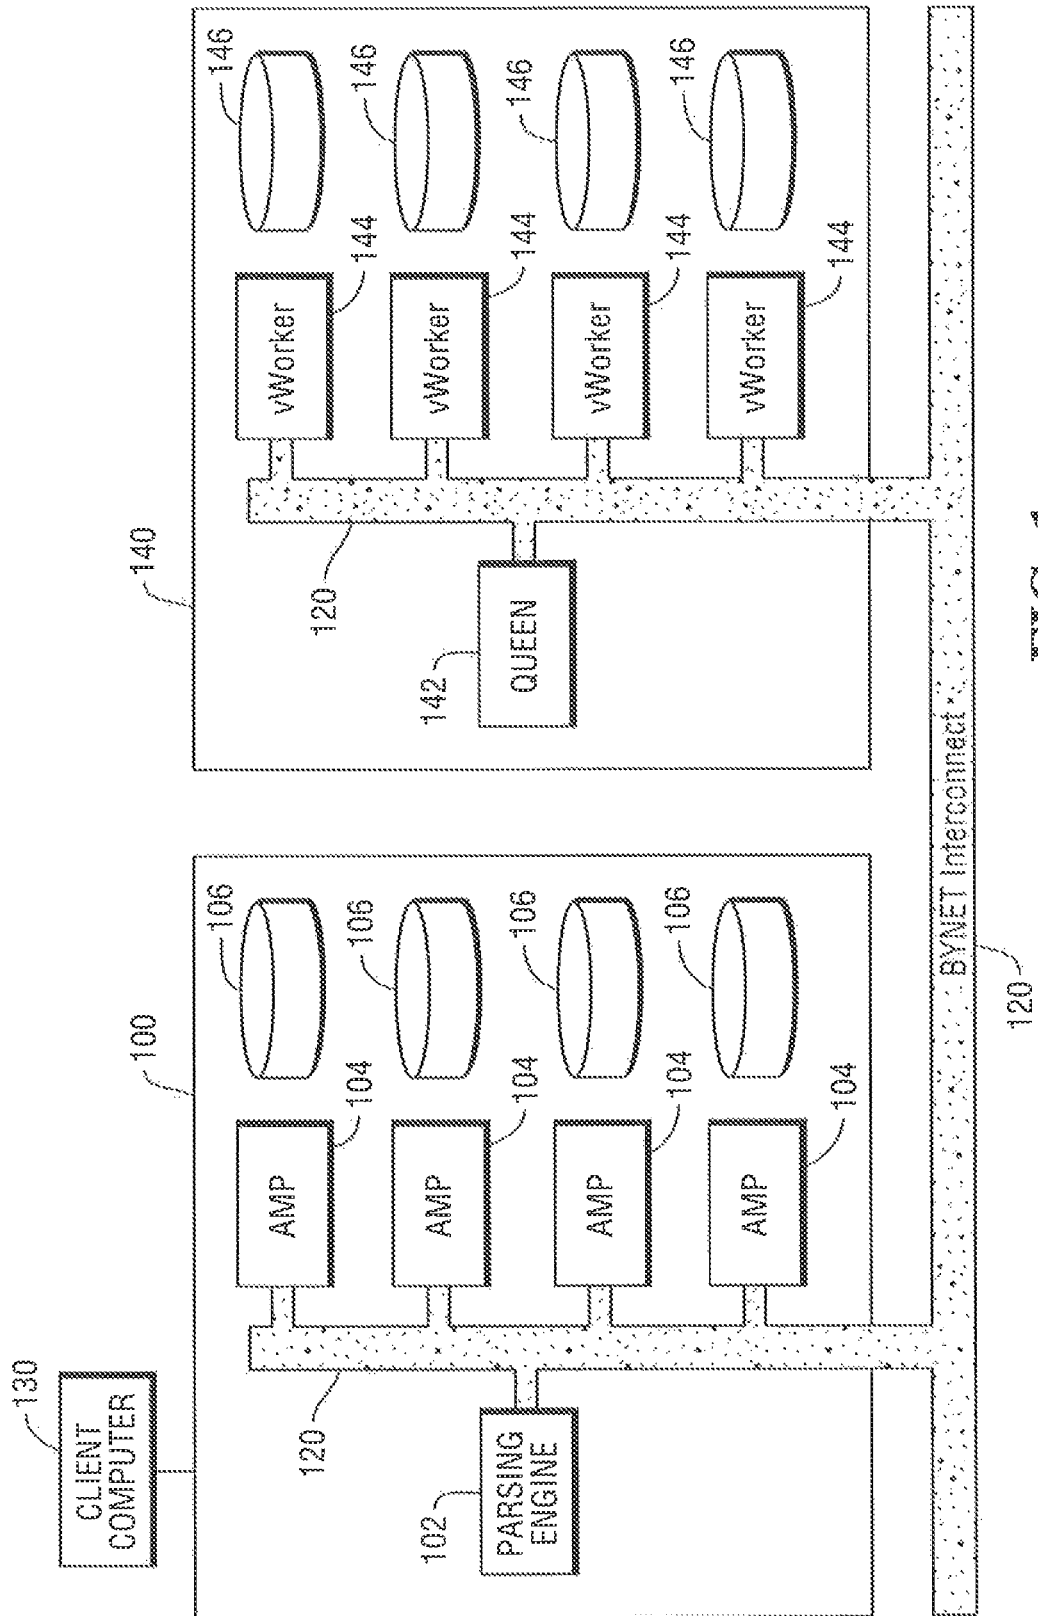 CLIENT
COMPUTER
130
100
140
PARSING
ENGINE
102
120
AMP
104
106
AMP
104
106
AMP
104
106
AMP
104
106
QUEEN
142
120
vWorker
144
146
vWorker
144
146
vWorker
144
146
vWorker
144
146
BYNET Interconnect
120